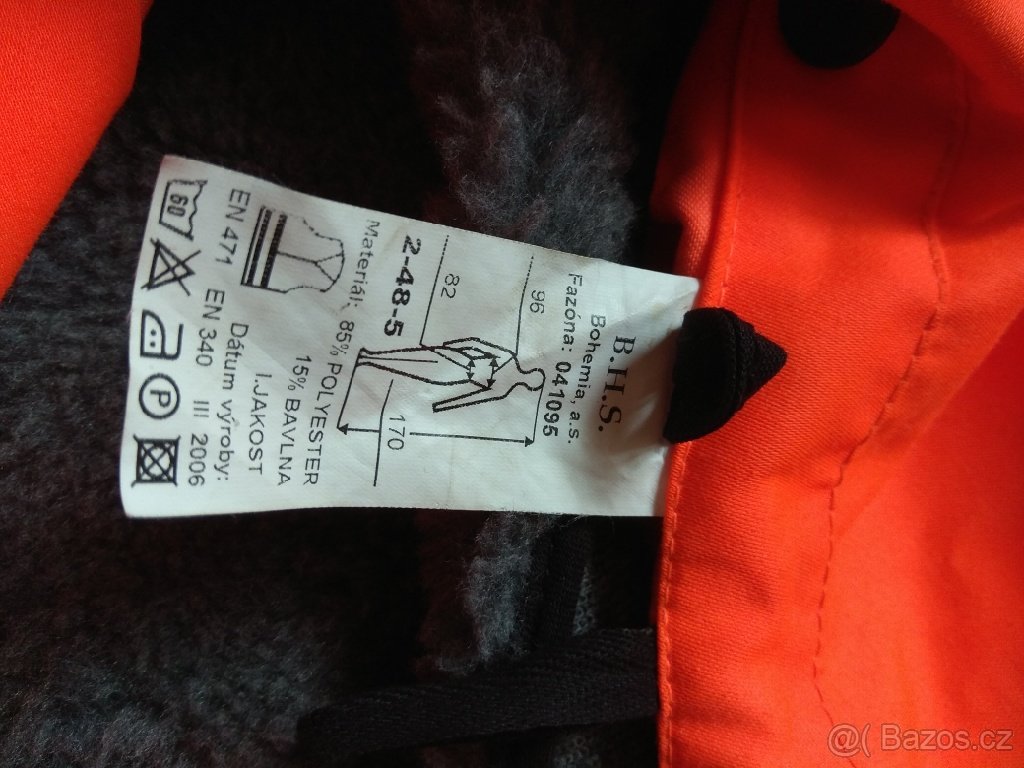 B.H.S.
Bohemia, a.s.
Fazóna: 041095
96
82
170
2-48-5
Materiál: 85% POLYESTER
15% BAVLNA
I.JAKOST
EN 471
Dátum výroby:
EN 340 III 2006
60
P
@( Bazos.cz